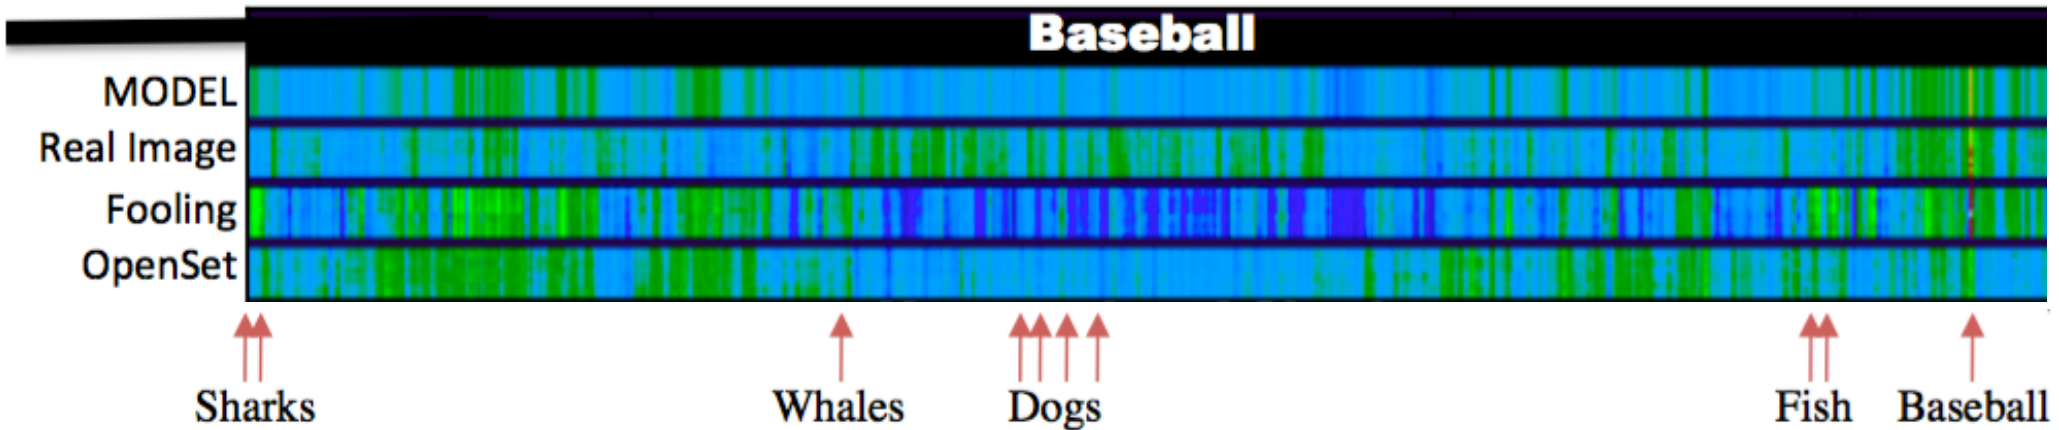 Baseball
MODEL
Real Image
Fooling
OpenSet
Sharks Whales Dogs Fish Baseball